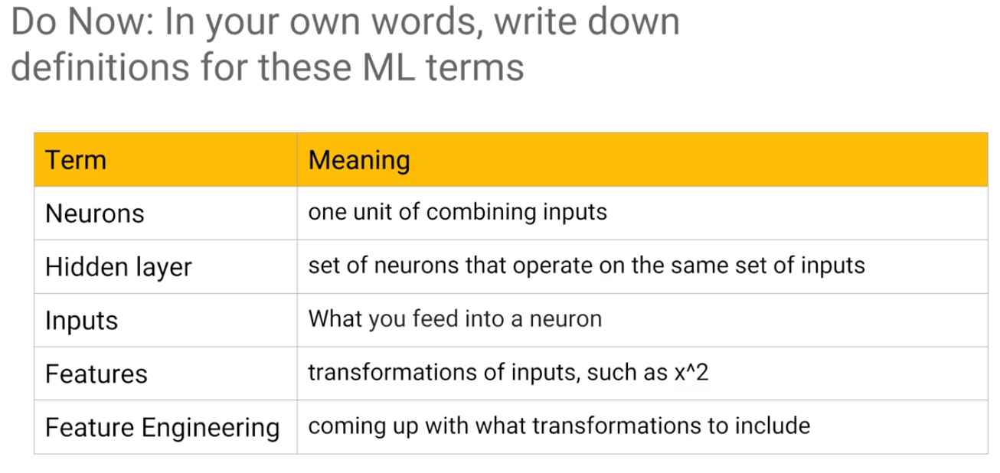 Do Now: In your own words, write down
definitions for these ML terms
Term Meaning
Neurons one unit of combining inputs
Hidden layer set of neurons that operate on the same set of inputs
Inputs What you feed into a neuron
Features transformations of inputs, such as x^2
Feature Engineering coming up with what transformations to include